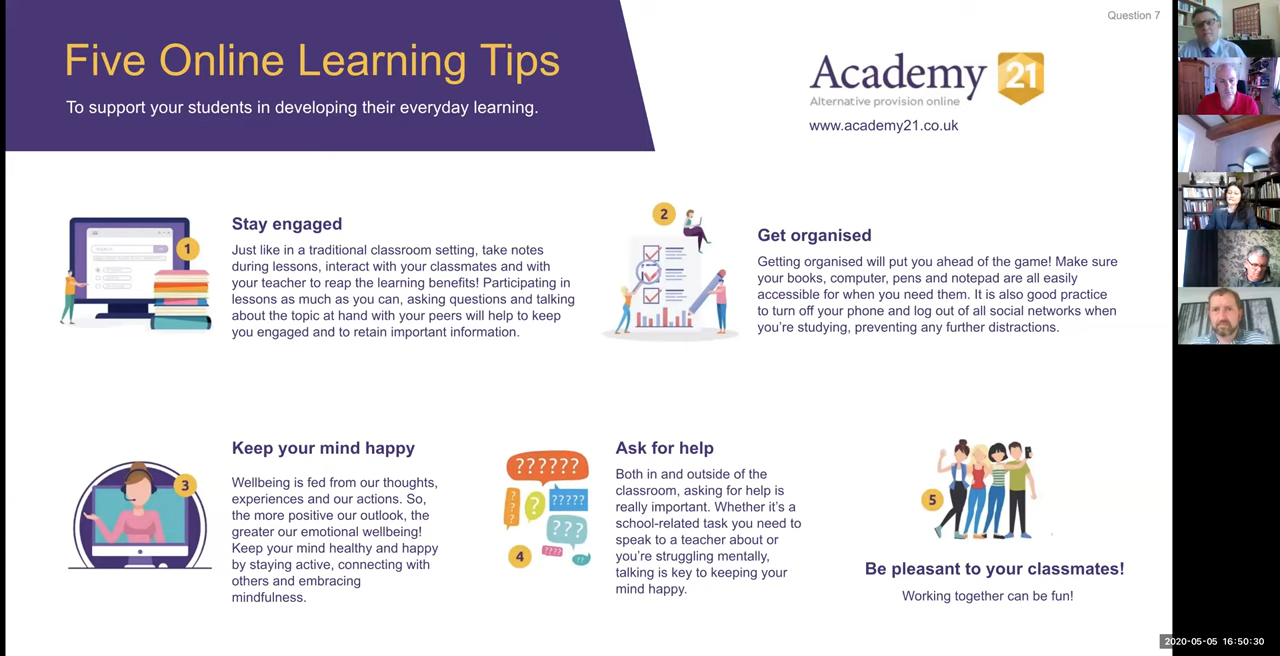 Question 7
Five Online Learning Tips
To support your students in developing their everyday learning.
Academy 21
Alternative provision online
www.academy21.co.uk
1
Stay engaged
Just like in a traditional classroom setting, take notes
during lessons, interact with your classmates and with
your teacher to reap the learning benefits! Participating in
lessons as much as you can, asking questions and talking
about the topic at hand with your peers will help to keep
you engaged and to retain important information.
2
Get organised
Getting organised will put you ahead of the game! Make sure
your books, computer, pens and notepad are all easily
accessible for when you need them. It is also good practice
to turn off your phone and log out of all social networks when
you're studying, preventing any further distractions.
3
Keep your mind happy
Wellbeing is fed from our thoughts,
experiences and our actions. So,
the more positive our outlook, the
greater our emotional wellbeing!
Keep your mind healthy and happy
by staying active, connecting with
others and embracing
mindfulness.
??????
????
?
?????
???
????
??
4
Ask for help
Both in and outside of the
classroom, asking for help is
really important. Whether it's a
school-related task you need to
speak to a teacher about or
you're struggling mentally,
talking is key to keeping your
mind happy.
5
Be pleasant to your classmates!
Working together can be fun!
2020-05-05 16:50:30